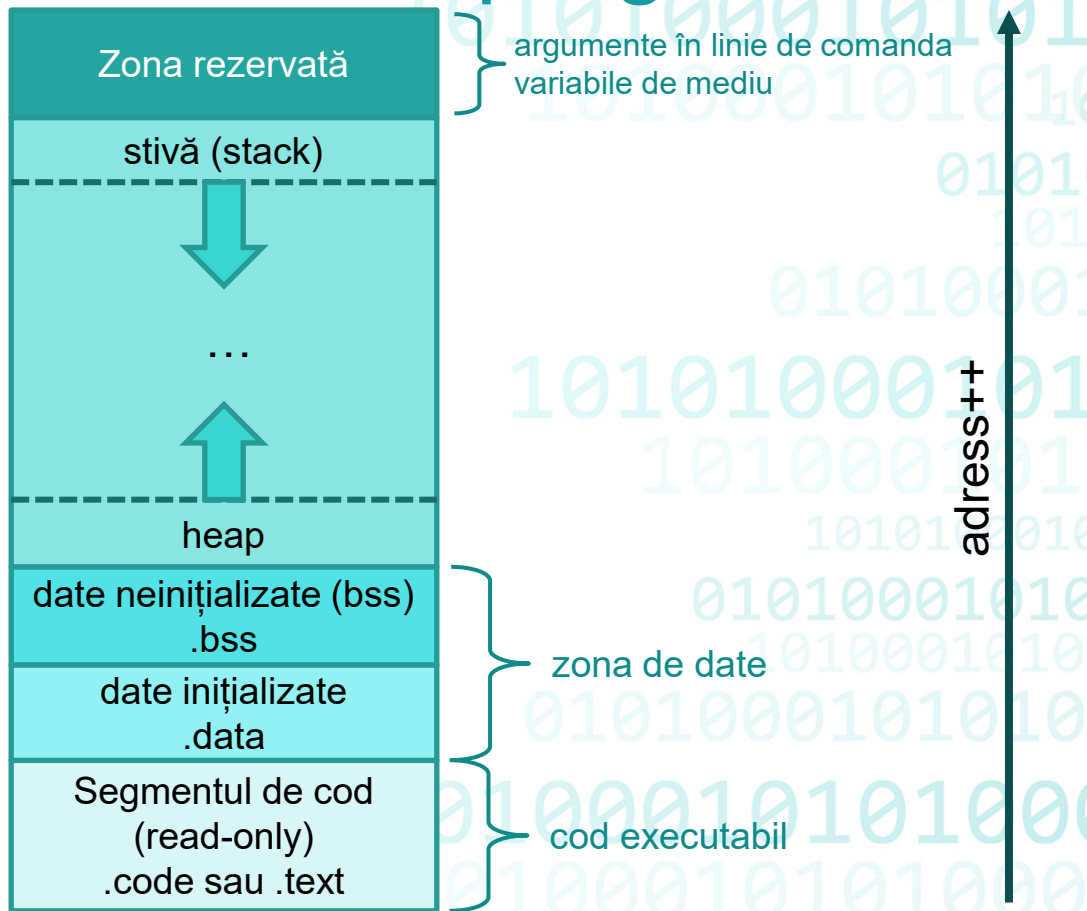 Zona rezervată
argumente în linie de comanda
variabile de mediu
stivă (stack)
...
heap
date neinițializate (bss)
.bss
date inițializate
.data
zona de date
Segmentul de cod
(read-only)
.code sau .text
cod executabil
adress++